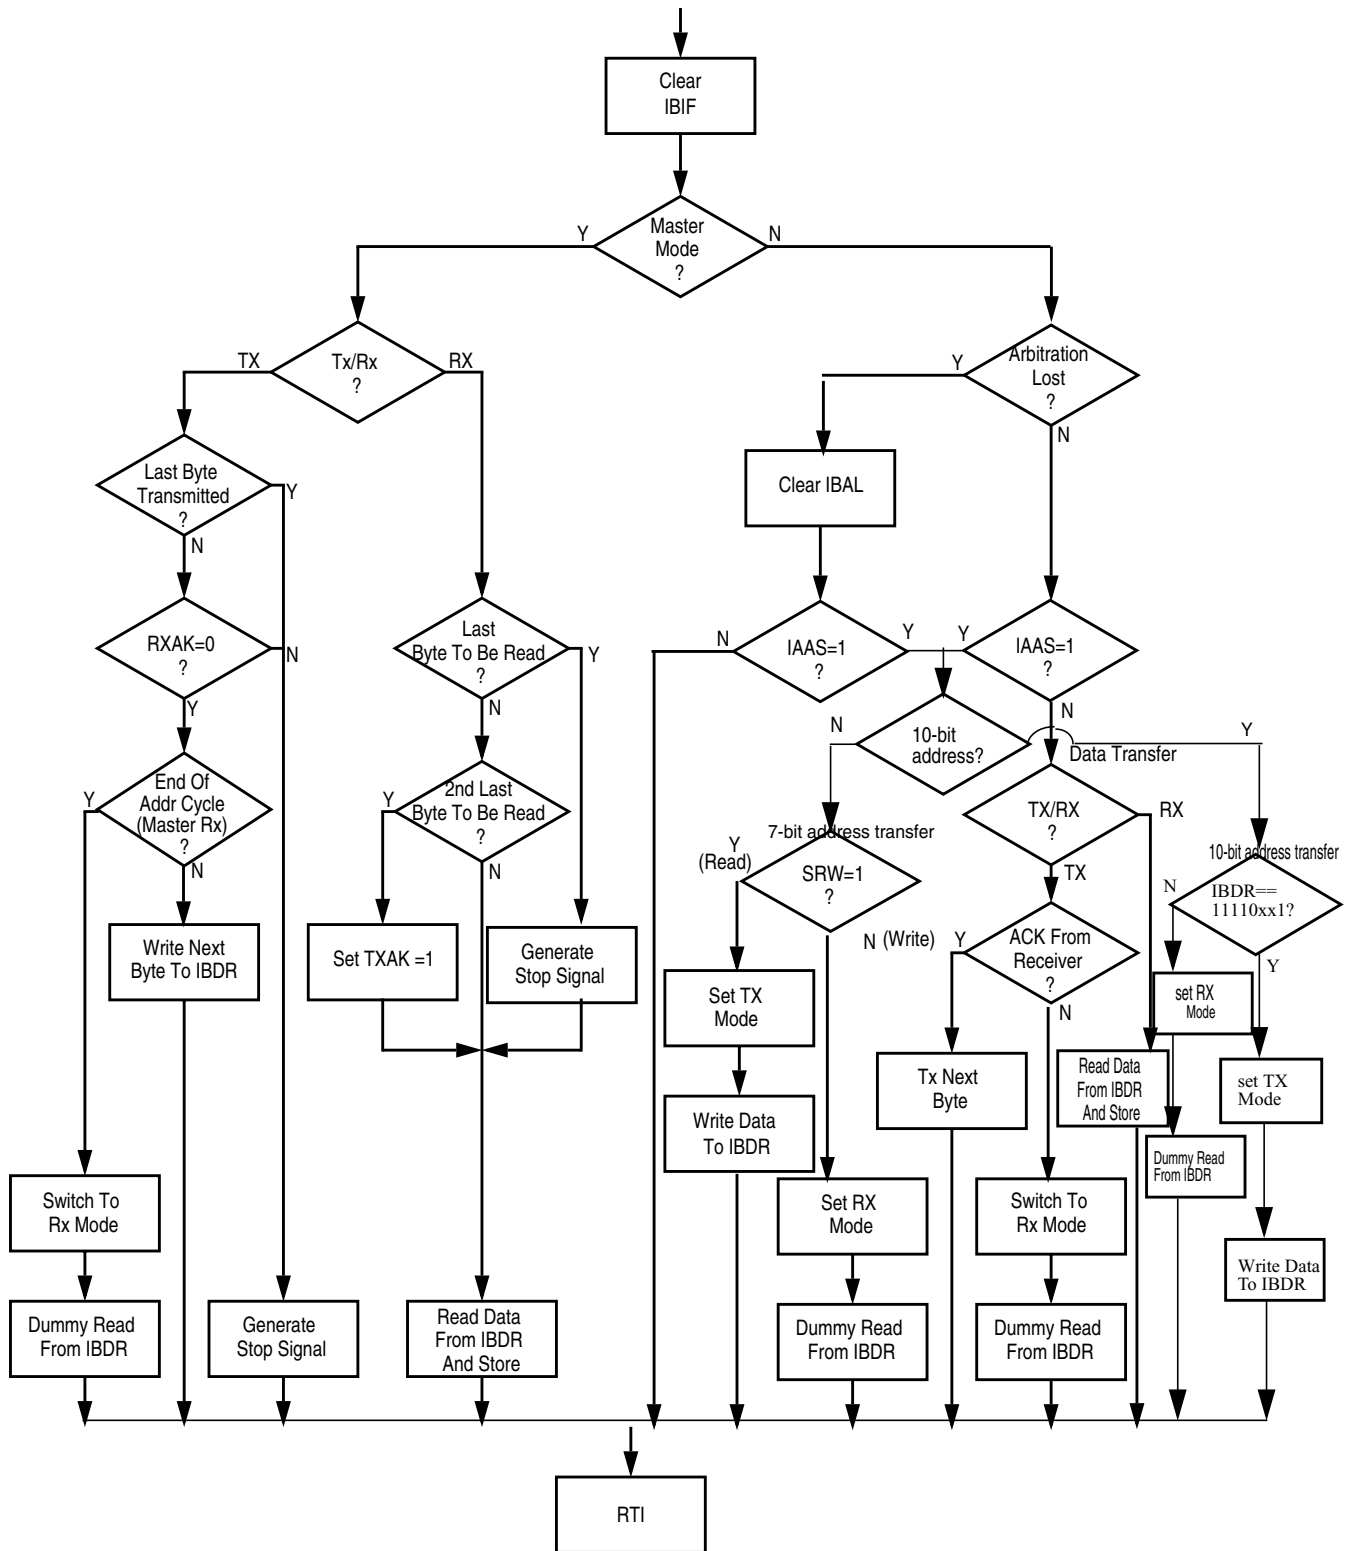 Clear
IBIF
Master
Mode
?
Y
N
Tx/Rx
?
TX
RX
Arbitration
Lost
?
Y
N
Last Byte
Transmitted
?
Y
N
Clear IBAL
RXAK=0
?
N
Y
Last
Byte To Be Read
?
Y
N
IAAS=1
?
N
Y
IAAS=1
?
Y
N
10-bit
address?
N
Y
Data Transfer
End Of
Addr Cycle
(Master Rx)
?
Y
N
2nd Last
Byte To Be Read
?
Y
N
7-bit address transfer
SRW=1
?
Y
(Read)
N (Write)
TX/RX
?
RX
TX
10-bit address transfer
IBDR==
11110xx1?
N
Y
Write Next
Byte To IBDR
Set TXAK =1
Generate
Stop Signal
Set TX
Mode
ACK From
Receiver
?
Y
N
set RX
Mode
Tx Next
Byte
Read Data
From IBDR
And Store
set TX
Mode
Write Data
To IBDR
Dummy Read
From IBDR
Switch To
Rx Mode
Set RX
Mode
Switch To
Rx Mode
Write Data
To IBDR
Dummy Read
From IBDR
Generate
Stop Signal
Read Data
From IBDR
And Store
Dummy Read
From IBDR
Dummy Read
From IBDR
RTI